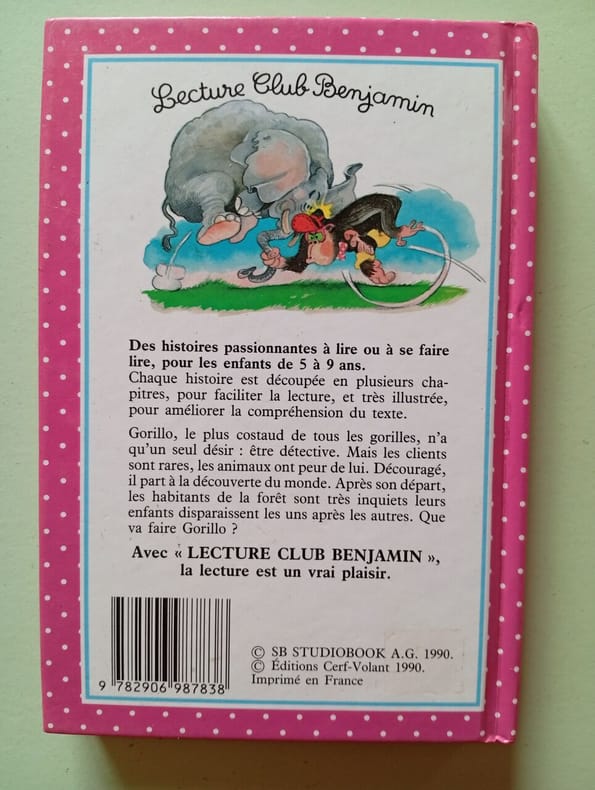 Lecture Club Benjamin
Des histoires passionnantes à lire ou à se faire
lire, pour les enfants de 5 à 9 ans.
Chaque histoire est découpée en plusieurs cha-
pitres, pour faciliter la lecture, et très illustrée,
pour améliorer la compréhension du texte.
Gorillo, le plus costaud de tous les gorilles, n'a
qu'un seul désir : être détective. Mais les clients
sont rares, les animaux ont peur de lui. Découragé,
il part à la découverte du monde. Après son départ,
les habitants de la forêt sont très inquiets leurs
enfants disparaissent les uns après les autres. Que
va faire Gorillo ?
Avec « LECTURE CLUB BENJAMIN »,
la lecture est un vrai plaisir.
9 782906 987838
© SB STUDIOBOOK A.G. 1990.
© Éditions Cerf-Volant 1990.
Imprimé en France